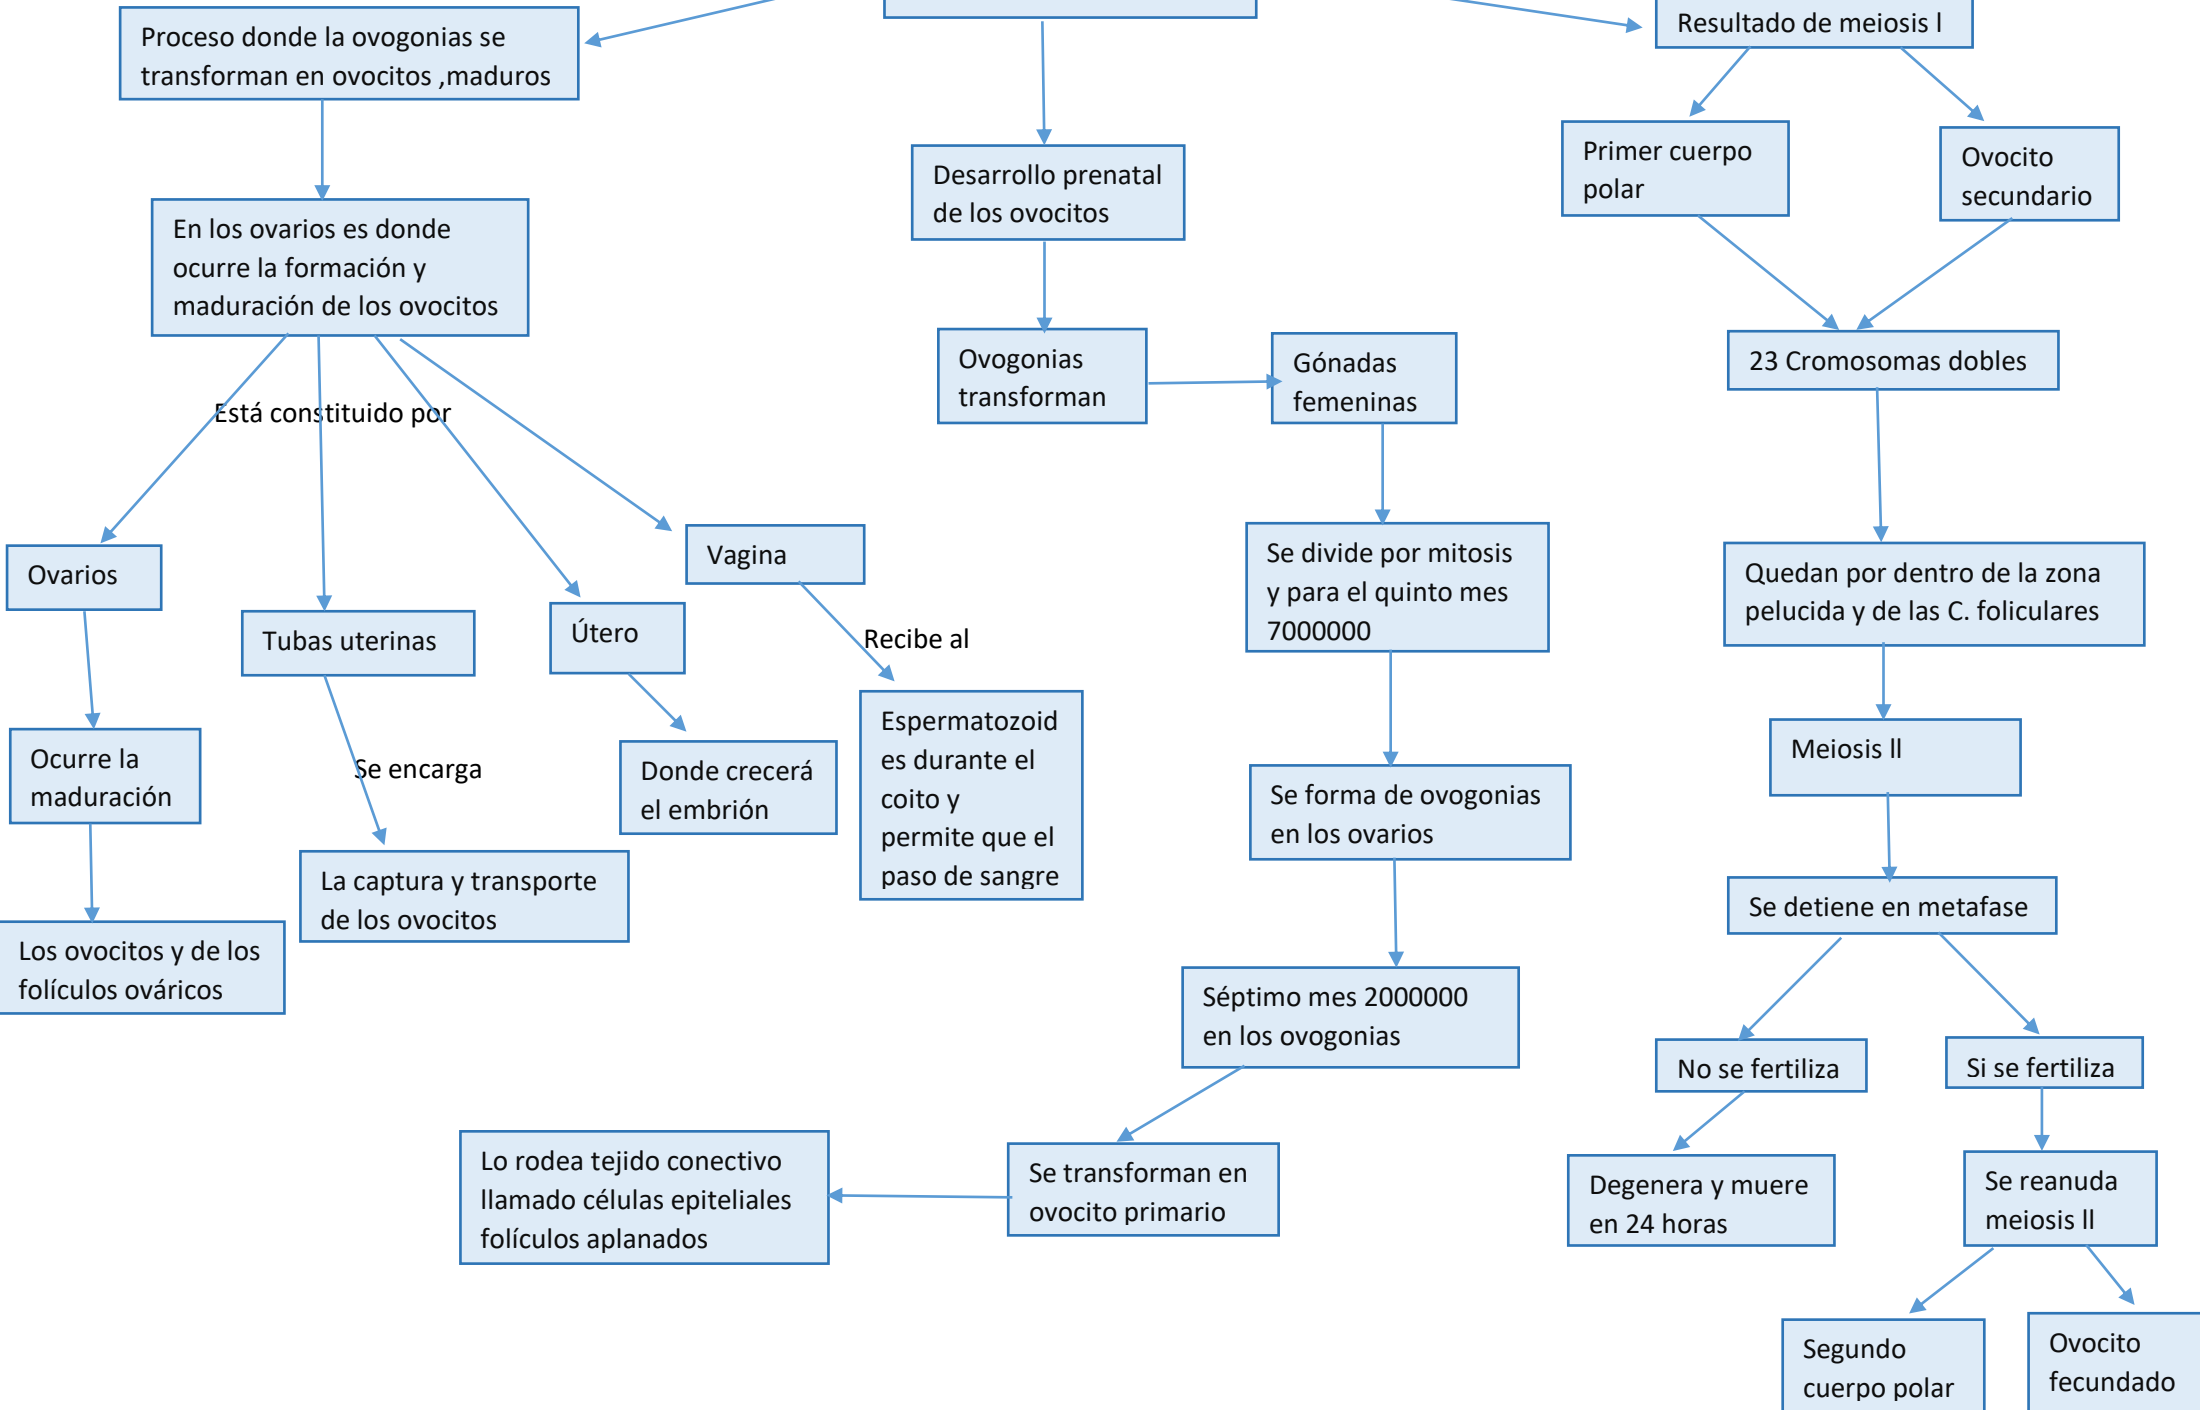 Proceso donde la ovogonias se
transforman en ovocitos ,maduros
En los ovarios es donde
ocurre la formación y
maduración de los ovocitos
Está constituido por
Ovarios
Ocurre la
maduración
Los ovocitos y de los
folículos ováricos
Tubas uterinas
Se encarga
La captura y transporte
de los ovocitos
Útero
Donde crecerá
el embrión
Vagina
Recibe al
Espermatozoid
es durante el
coito y
permite que el
paso de sangre
Desarrollo prenatal
de los ovocitos
Ovogonias
transforman
Gónadas
femeninas
Se divide por mitosis
y para el quinto mes
7000000
Se forma de ovogonias
en los ovarios
Séptimo mes 2000000
en los ovogonias
Se transforman en
ovocito primario
Lo rodea tejido conectivo
llamado células epiteliales
folículos aplanados
Resultado de meiosis l
Primer cuerpo
polar
Ovocito
secundario
23 Cromosomas dobles
Quedan por dentro de la zona
pelucida y de las C. foliculares
Meiosis ll
Se detiene en metafase
No se fertiliza
Degenera y muere
en 24 horas
Si se fertiliza
Se reanuda
meiosis ll
Segundo
cuerpo polar
Ovocito
fecundado